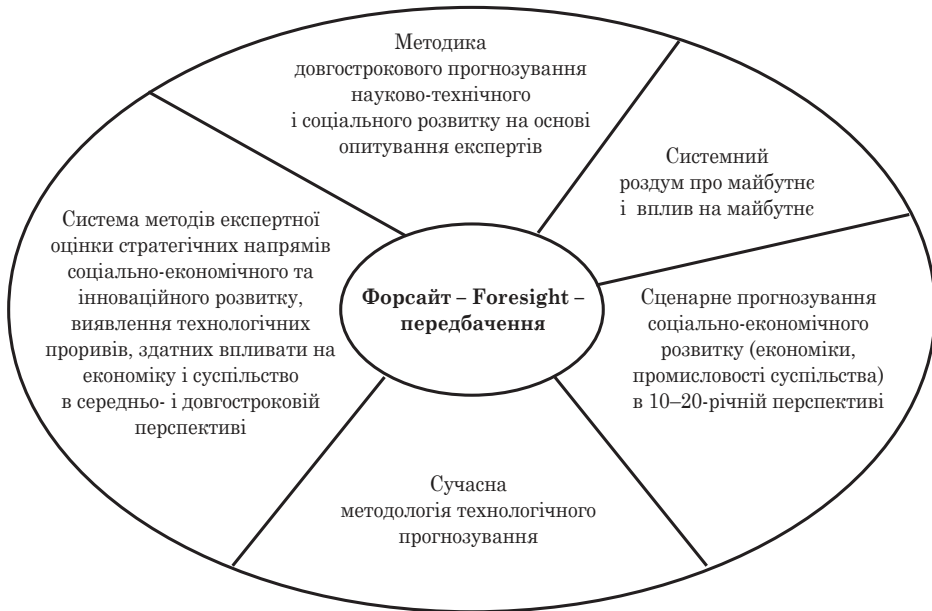 Методика
довгострокового прогнозування
науково-технічного
і соціального розвитку на основі
опитування експертів
Системний
роздум про майбутнє
і вплив на майбутнє
Система методів експертної
оцінки стратегічних напрямів
соціально-економічного та
інноваційного розвитку,
виявлення технологічних
проривів, здатних впливати на
економіку і суспільство
в середньо- і довгостроковій
перспективі
Форсайт – Foresight –
передбачення
Сценарне прогнозування
соціально-економічного
розвитку (економіки,
промисловості суспільства)
в 10–20-річній перспективі
Сучасна
методологія технологічного
прогнозування